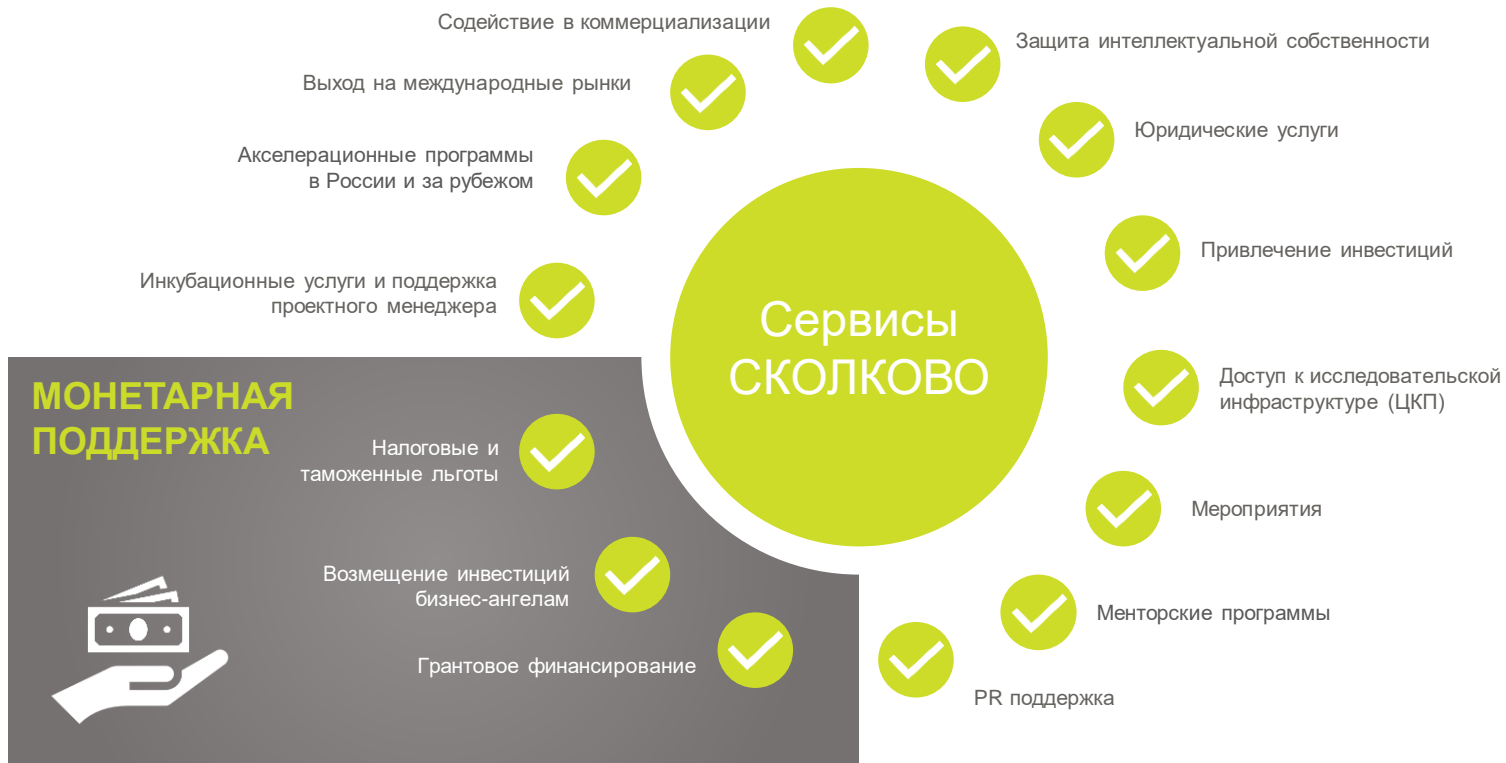 Содействие в коммерциализации
Защита интеллектуальной собственности
Выход на международные рынки
Юридические услуги
Акселерационные программы
в России и за рубежом
Привлечение инвестиций
Инкубационные услуги и поддержка
проектного менеджера
Сервисы
СКОЛКОВО
Доступ к исследовательской
инфраструктуре (ЦКП)
МОНЕТАРНАЯ
ПОДДЕРЖКА
Налоговые и
таможенные льготы
Мероприятия
Возмещение инвестиций
бизнес-ангелам
Менторские программы
Грантовое финансирование
PR поддержка